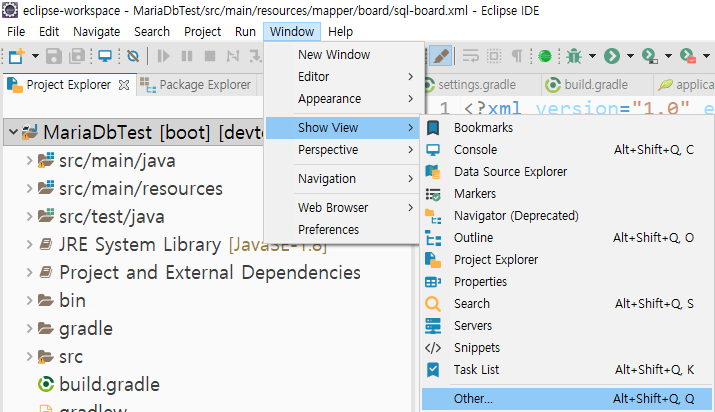 eclipse-workspace - MariaDbTest/src/main/resources/mapper/board/sql-board.xml - Eclipse IDE
File Edit Navigate Search Project Run Window Help
Project Explorer Package Explorer
settings.gradle build.gradle applica
New Window
Editor
Appearance
Show View
Perspective
Navigation
Web Browser
Preferences
1 <?xml version="1.0" e
MariaDbTest [boot] [devto
src/main/java
src/main/resources
src/test/java
JRE System Library [JavaSE-1.8]
Project and External Dependencies
bin
gradle
src
build.gradle
gradlew
Bookmarks
Console Alt+Shift+Q, C
Data Source Explorer
Markers
Navigator (Deprecated)
Outline Alt+Shift+Q, O
Project Explorer
Properties
Search Alt+Shift+Q, S
Servers
Snippets
Task List Alt+Shift+Q, K
Other... Alt+Shift+Q, Q